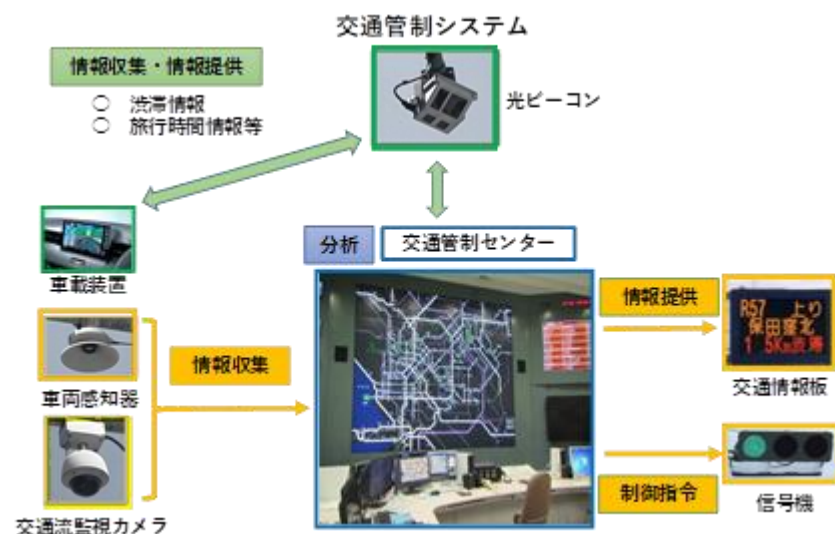 交通管制システム
情報収集・情報提供
○ 渋滞情報
○ 旅行時間情報等
光ビーコン
車載装置
分析
交通管制センター
車両感知器
情報収集
交通流監視カメラ
情報提供
R57 上り
保田窪北
1.5Km渋滞
交通情報板
制御指令
信号機